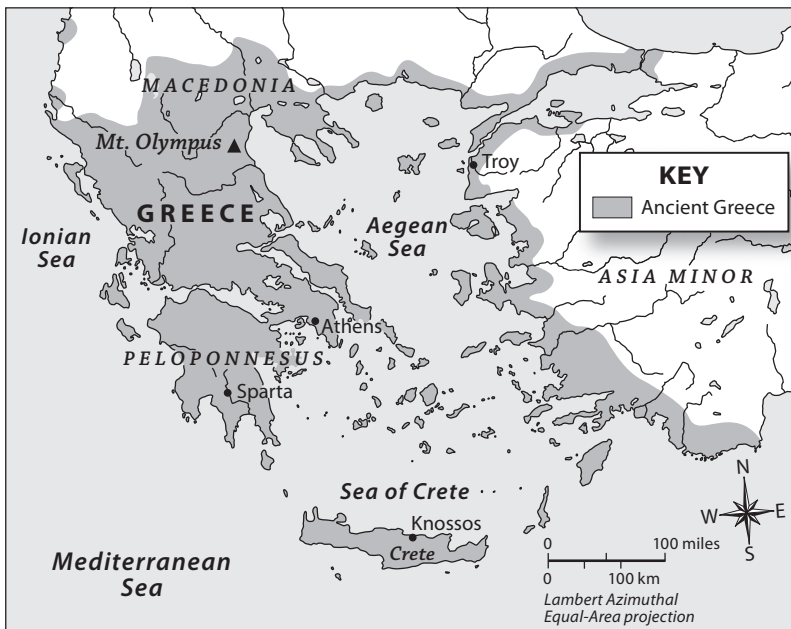 MACEDONIA
Mt. Olympus
Troy
KEY
Ancient Greece
GREECE
Aegean
Sea
Ionian
Sea
ASIA MINOR
Athens
PELOPONNESUS
Sparta
Sea of Crete
Knossos
Crete
Mediterranean
Sea
N
W
E
S
0 100 miles
0 100 km
Lambert Azimuthal
Equal-Area projection